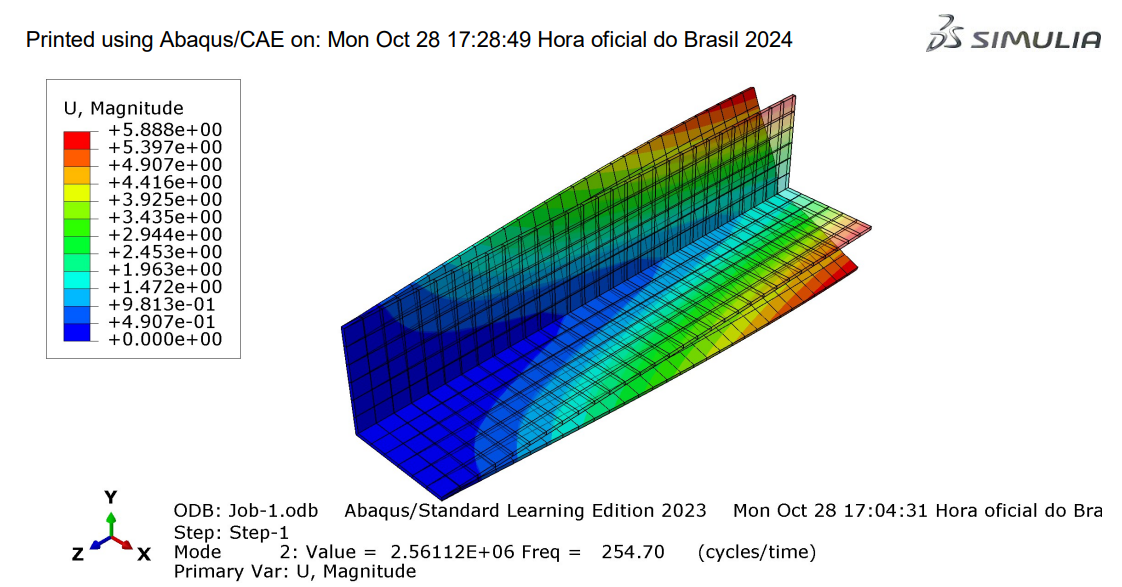 Printed using Abaqus/CAE on: Mon Oct 28 17:28:49 Hora oficial do Brasil 2024
SIMULIA
U, Magnitude
+5.888e+00
+5.397e+00
+4.907e+00
+4.416e+00
+3.925e+00
+3.435e+00
+2.944e+00
+2.453e+00
+1.963e+00
+1.472e+00
+9.813e-01
+4.907e-01
+0.000e+00
Y
Z X
ODB: Job-1.odb Abaqus/Standard Learning Edition 2023 Mon Oct 28 17:04:31 Hora oficial do Bra
Step: Step-1
Mode 2: Value = 2.56112E+06 Freq = 254.70 (cycles/time)
Primary Var: U, Magnitude